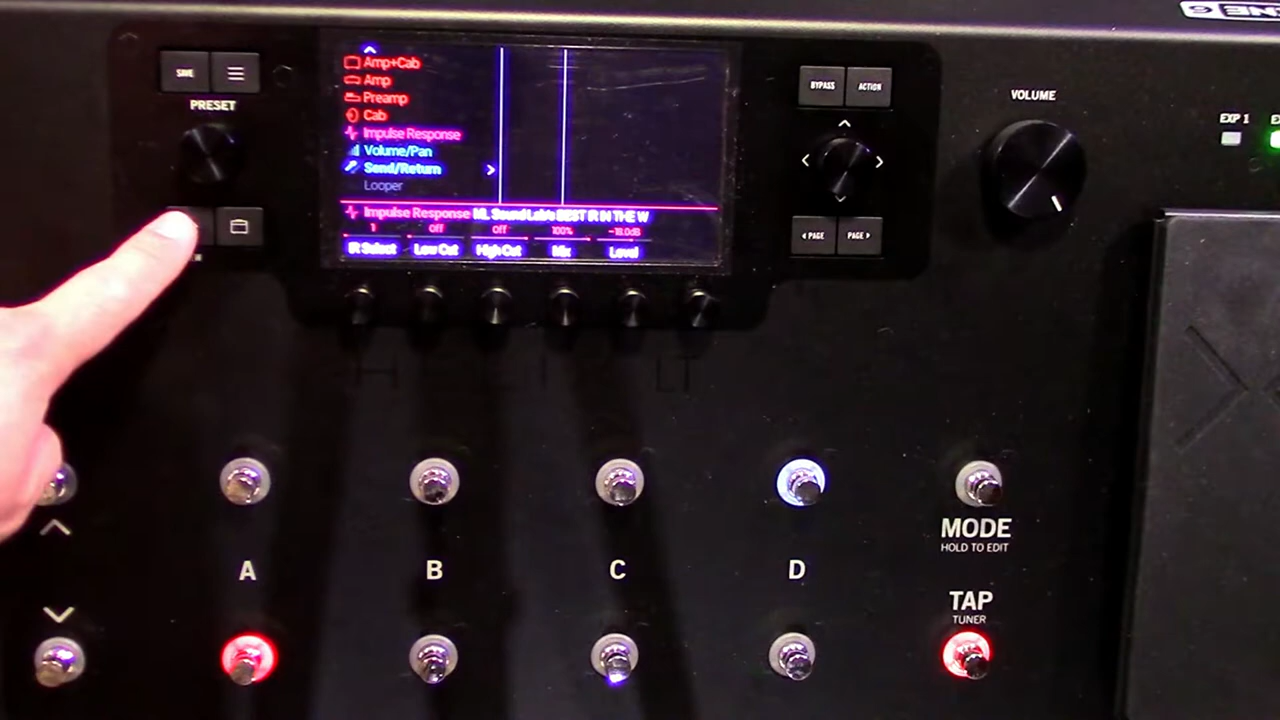 LINE 6
SAVE
PRESET
Amp+Cab
Amp
Preamp
Cab
Impulse Response
Volume/Pan
Send/Return
Looper
Impulse Response ML Sound Lab's BEST IR IN THE W
1 Off Off 100% -18.0dB
IR Select Low Cut High Cut Mix Level
BYPASS
ACTION
PAGE
PAGE
VOLUME
EXP 1
A
B
C
D
MODE
HOLD TO EDIT
TAP
TUNER